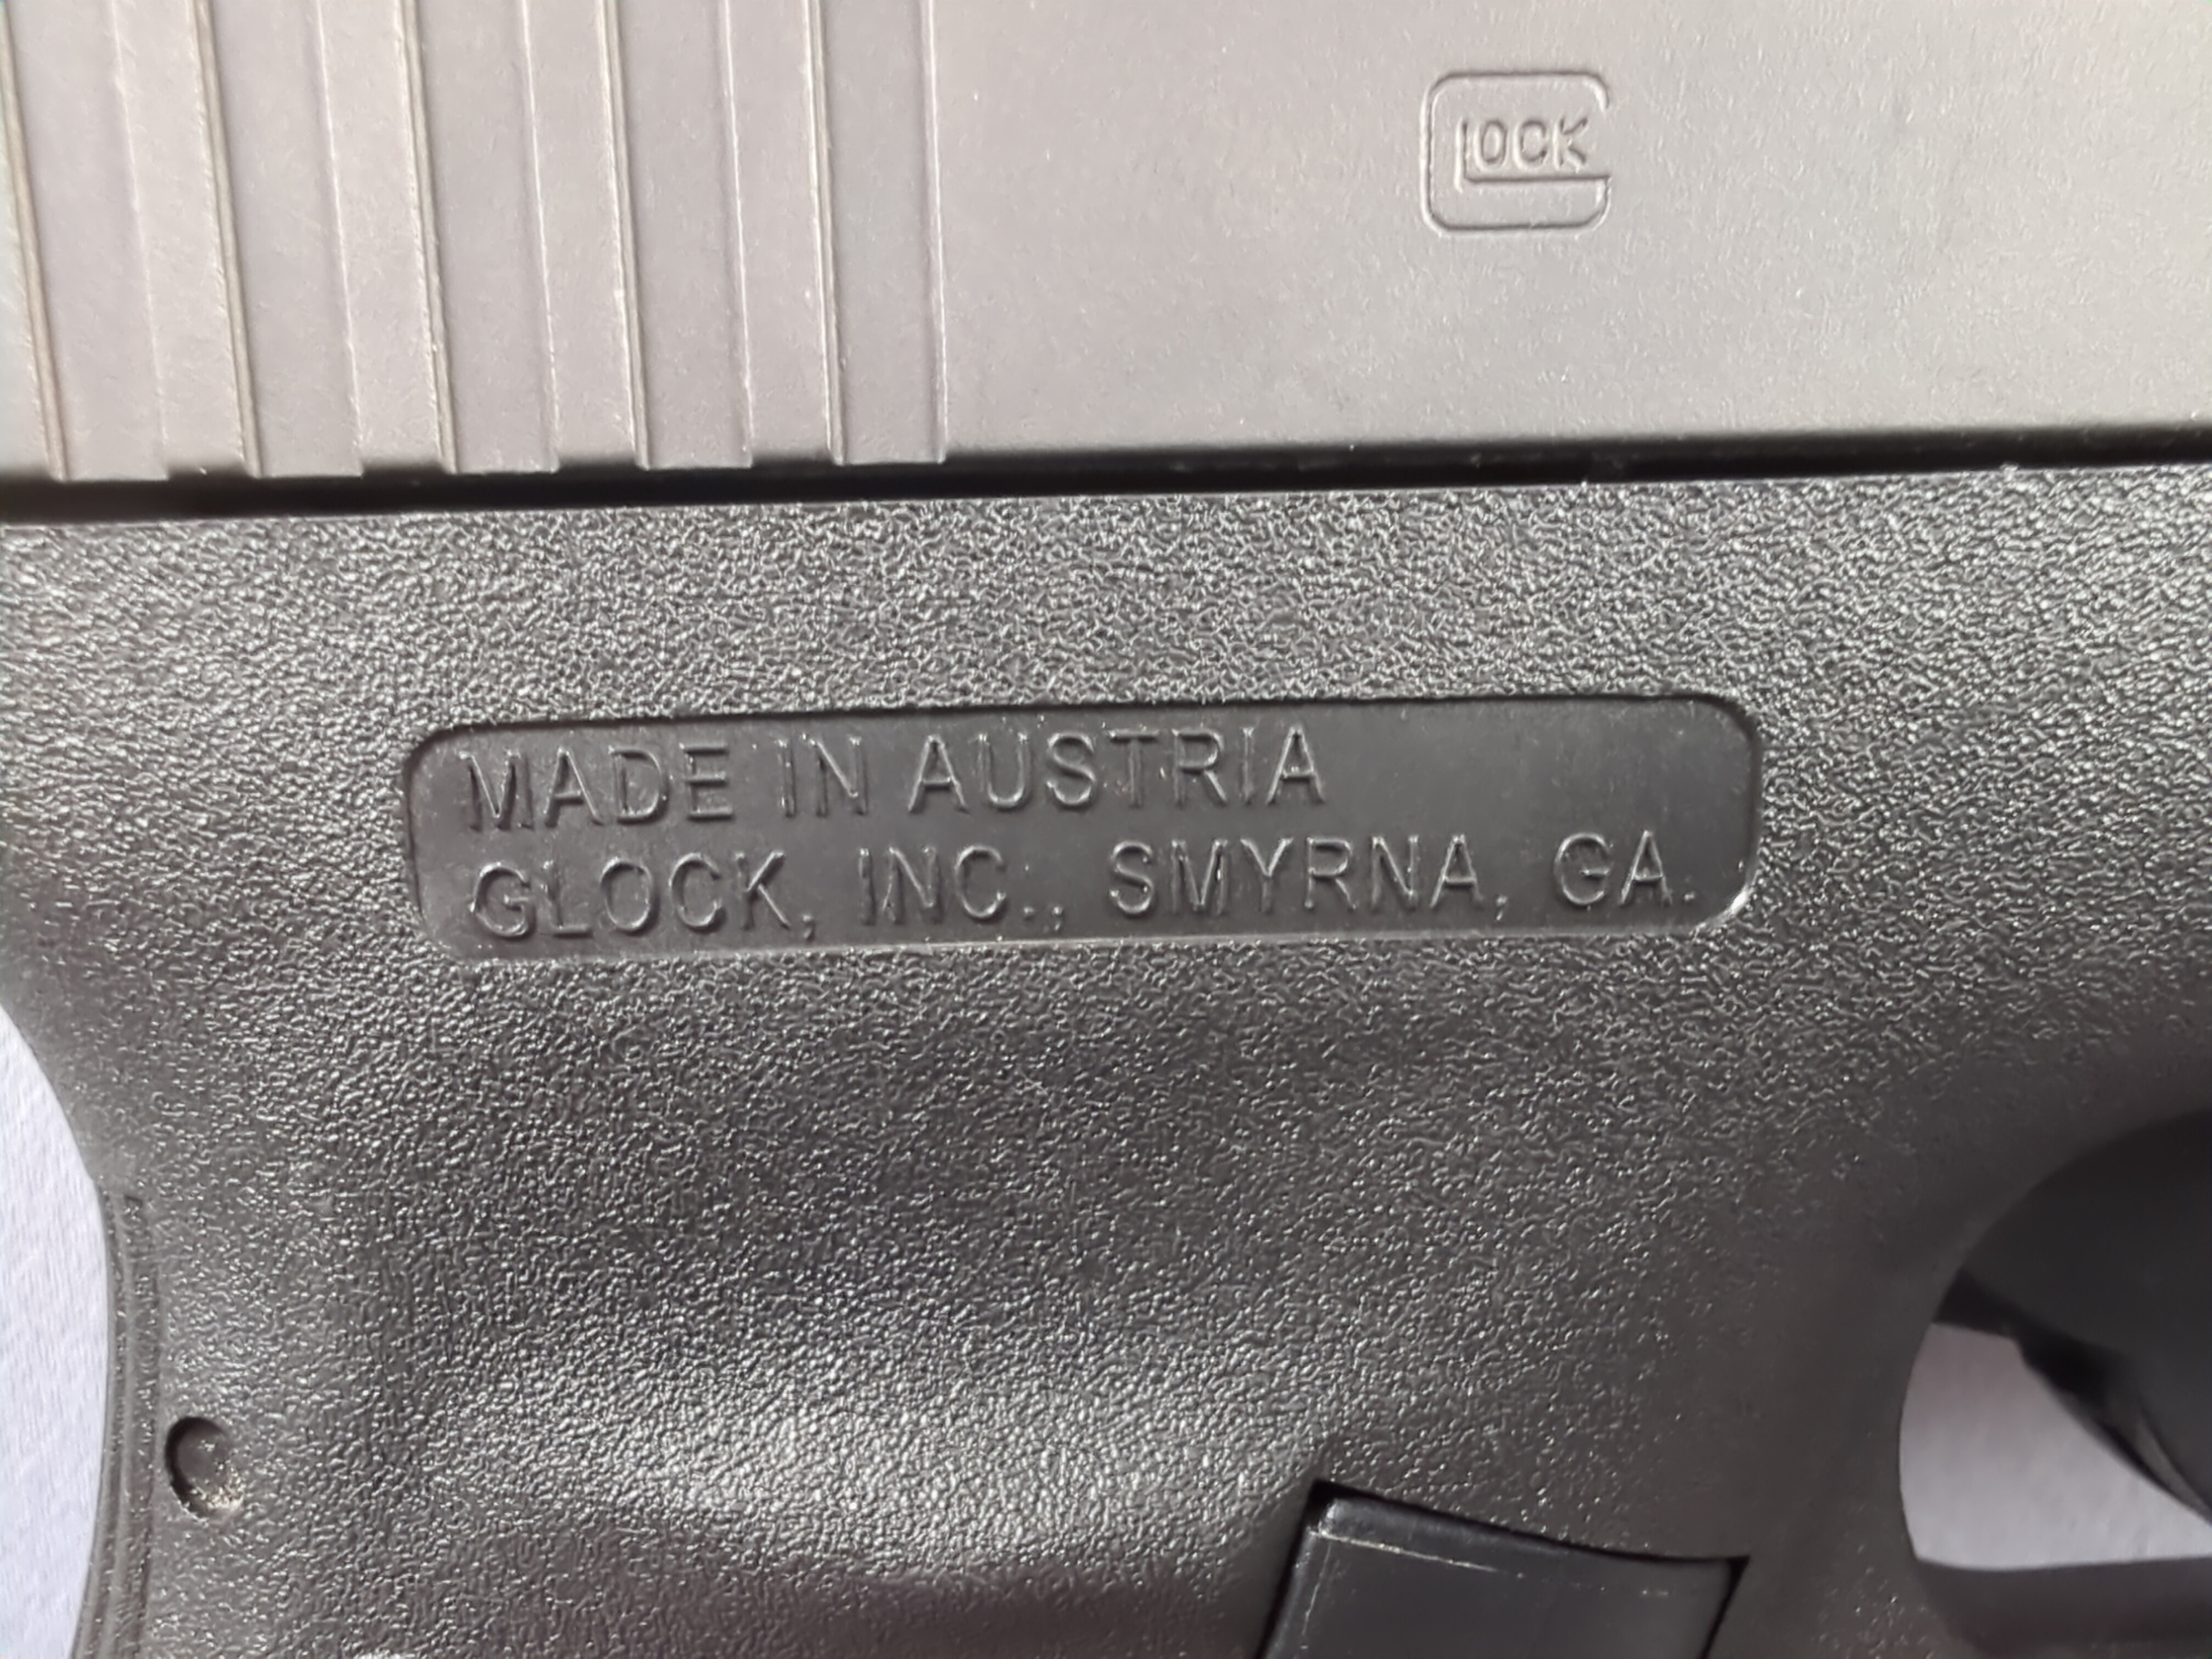 GLOCK
MADE IN AUSTRIA
GLOCK, INC., SMYRNA, GA.